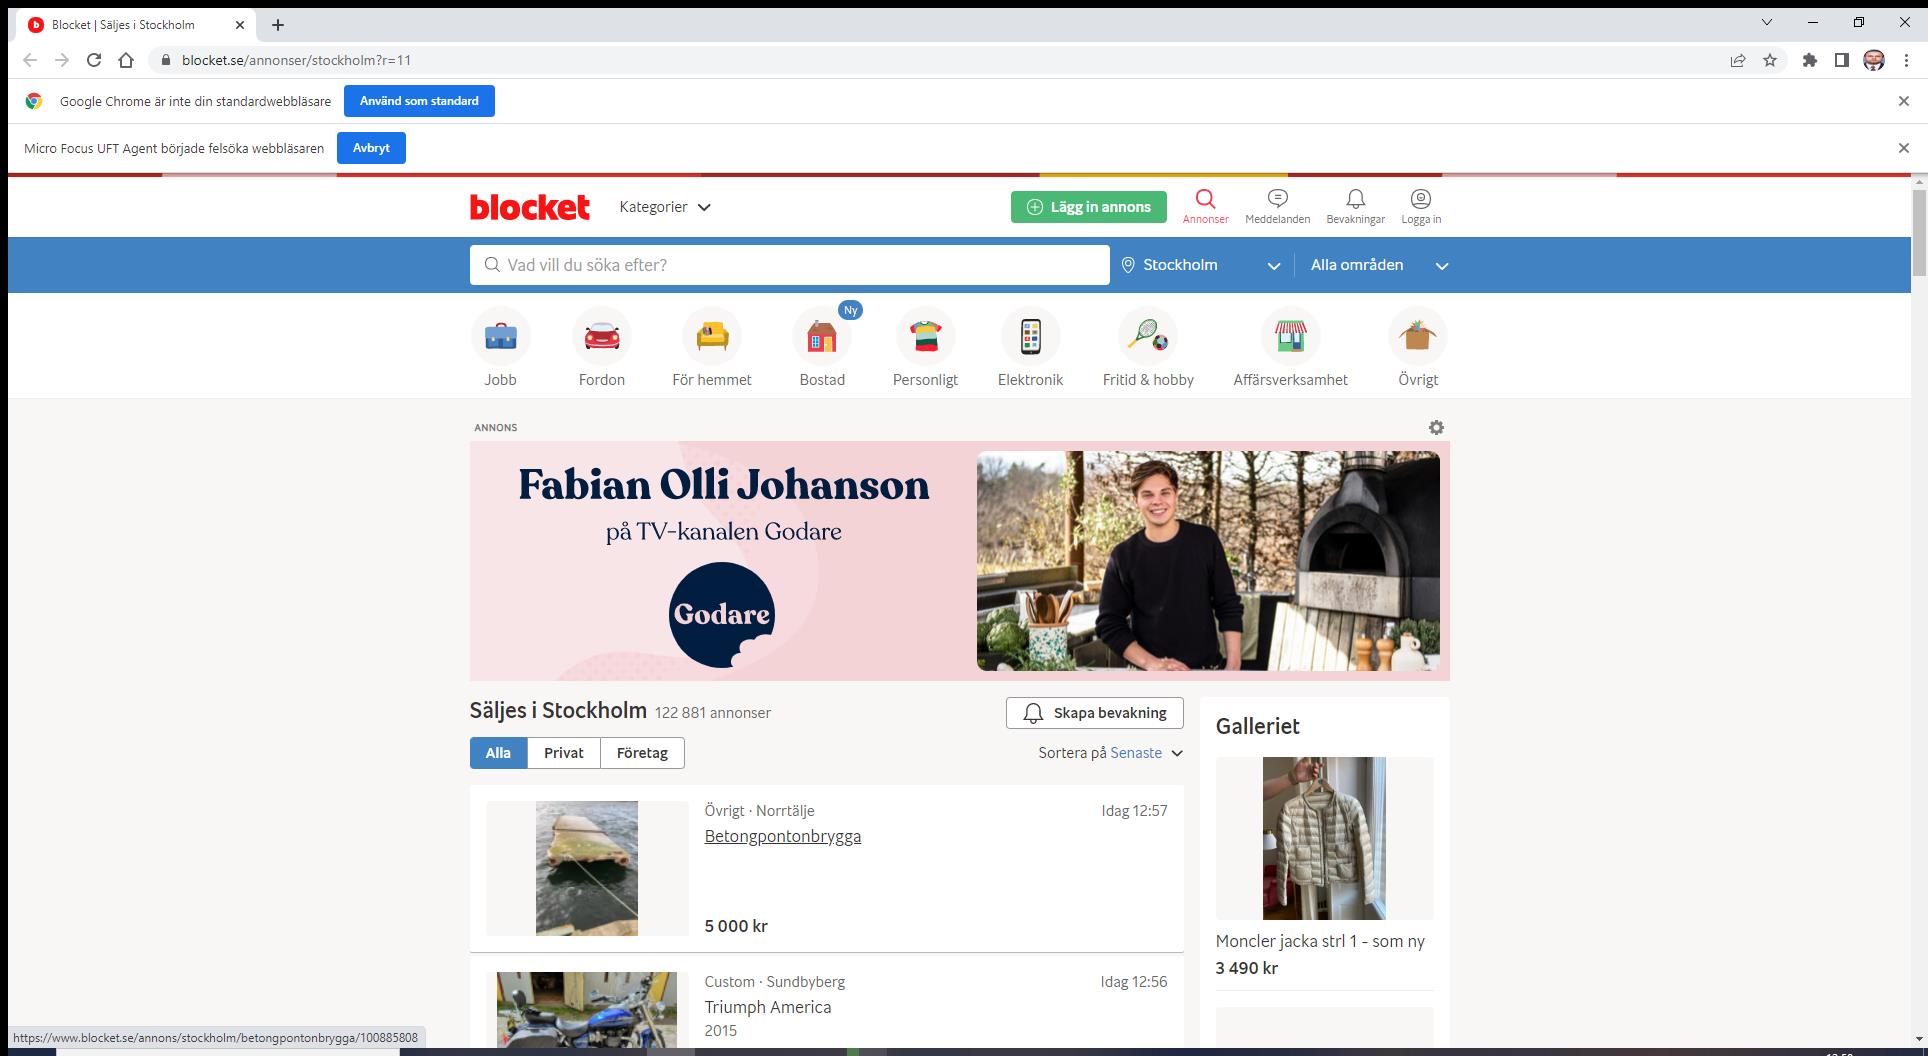 Blocket | Säljes i Stockholm
blocket.se/annonser/stockholm?r=11
Google Chrome är inte din standardwebbläsare
Använd som standard
Micro Focus UFT Agent började felsöka webbläsaren
Avbryt
blocket
Kategorier
Lägg in annons
Annonser
Meddelanden
Bevakningar
Logga in
Vad vill du söka efter?
Stockholm
Alla områden
Ny
Jobb
Fordon
För hemmet
Bostad
Personligt
Elektronik
Fritid & hobby
Affärsverksamhet
Övrigt
ANNONS
Fabian Olli Johanson
på TV-kanalen Godare
Godare
Säljes i Stockholm 122 881 annonser
Skapa bevakning
Alla
Privat
Företag
Sortera på Senaste
Övrigt · Norrtälje
Idag 12:57
Betongpontonbrygga
5 000 kr
Custom · Sundbyberg
Idag 12:56
Triumph America
2015
Galleriet
Moncler jacka strl 1 - som ny
3 490 kr
https://www.blocket.se/annons/stockholm/betongpontonbrygga/100885808